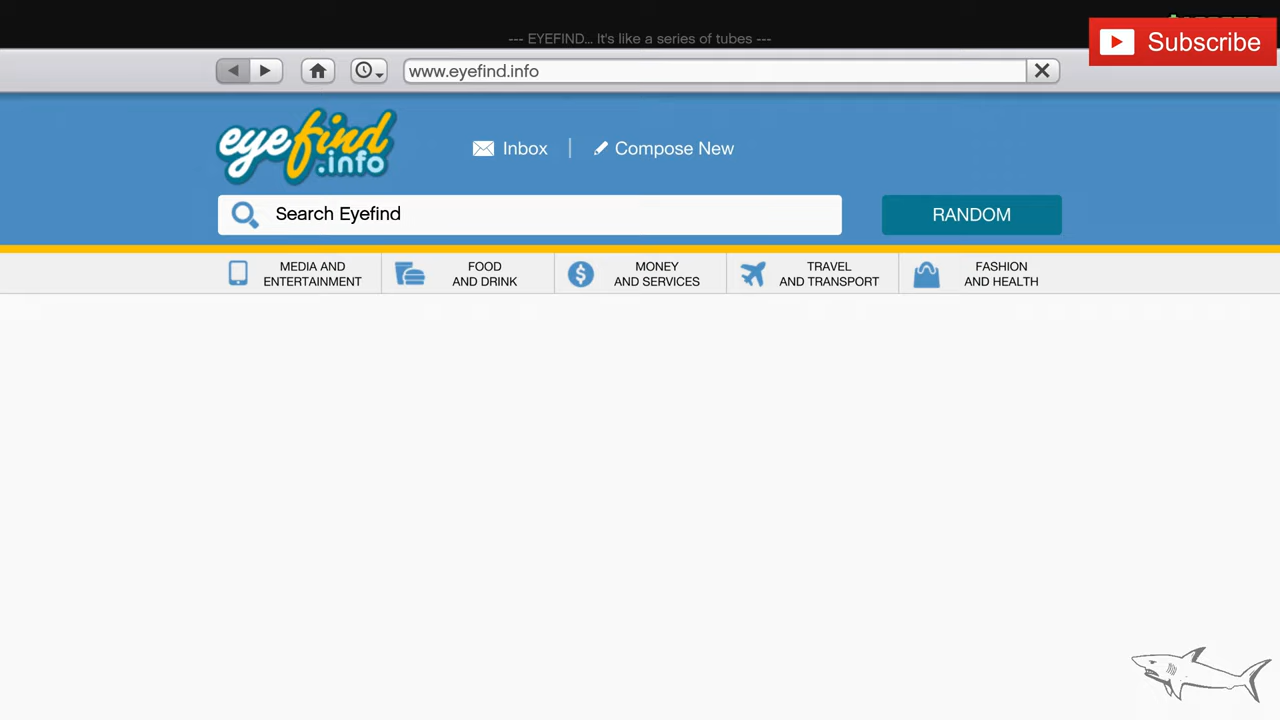 --- EYEFIND... It's like a series of tubes ---
Subscribe
www.eyefind.info
eyefind
.info
Inbox
Compose New
Search Eyefind
RANDOM
MEDIA AND
ENTERTAINMENT
FOOD
AND DRINK
MONEY
AND SERVICES
TRAVEL
AND TRANSPORT
FASHION
AND HEALTH